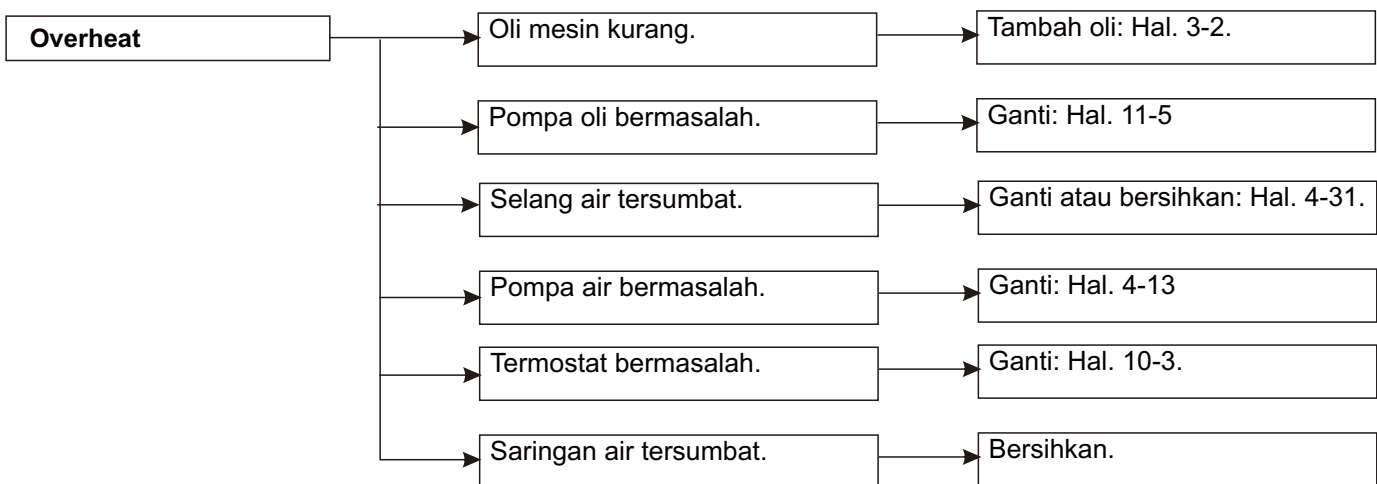 Overheat
Oli mesin kurang.
Tambah oli: Hal. 3-2.
Pompa oli bermasalah.
Ganti: Hal. 11-5
Selang air tersumbat.
Ganti atau bersihkan: Hal. 4-31.
Pompa air bermasalah.
Ganti: Hal. 4-13
Termostat bermasalah.
Ganti: Hal. 10-3.
Saringan air tersumbat.
Bersihkan.